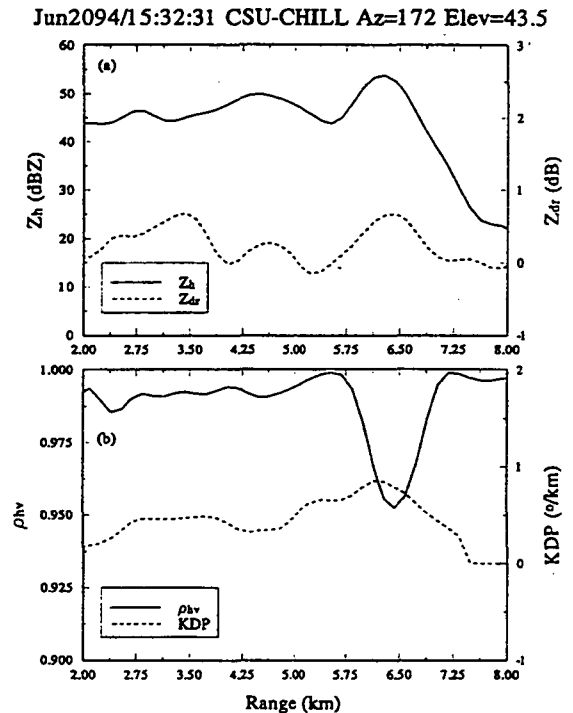 Jun2094/15:32:31 CSU-CHILL Az=172 Elev=43.5
(a)
60
50
40
30
20
10
0
Zh (dBZ)
3
2
1
0
-1
Zdr (dB)
Zh
Zdr
2.00 2.75 3.50 4.25 5.00 5.75 6.50 7.25 8.00
(b)
1.000
0.975
0.950
0.925
0.900
ρhv
2
1
0
-1
KDP (º/km)
ρhv
KDP
2.00 2.75 3.50 4.25 5.00 5.75 6.50 7.25 8.00
Range (km)